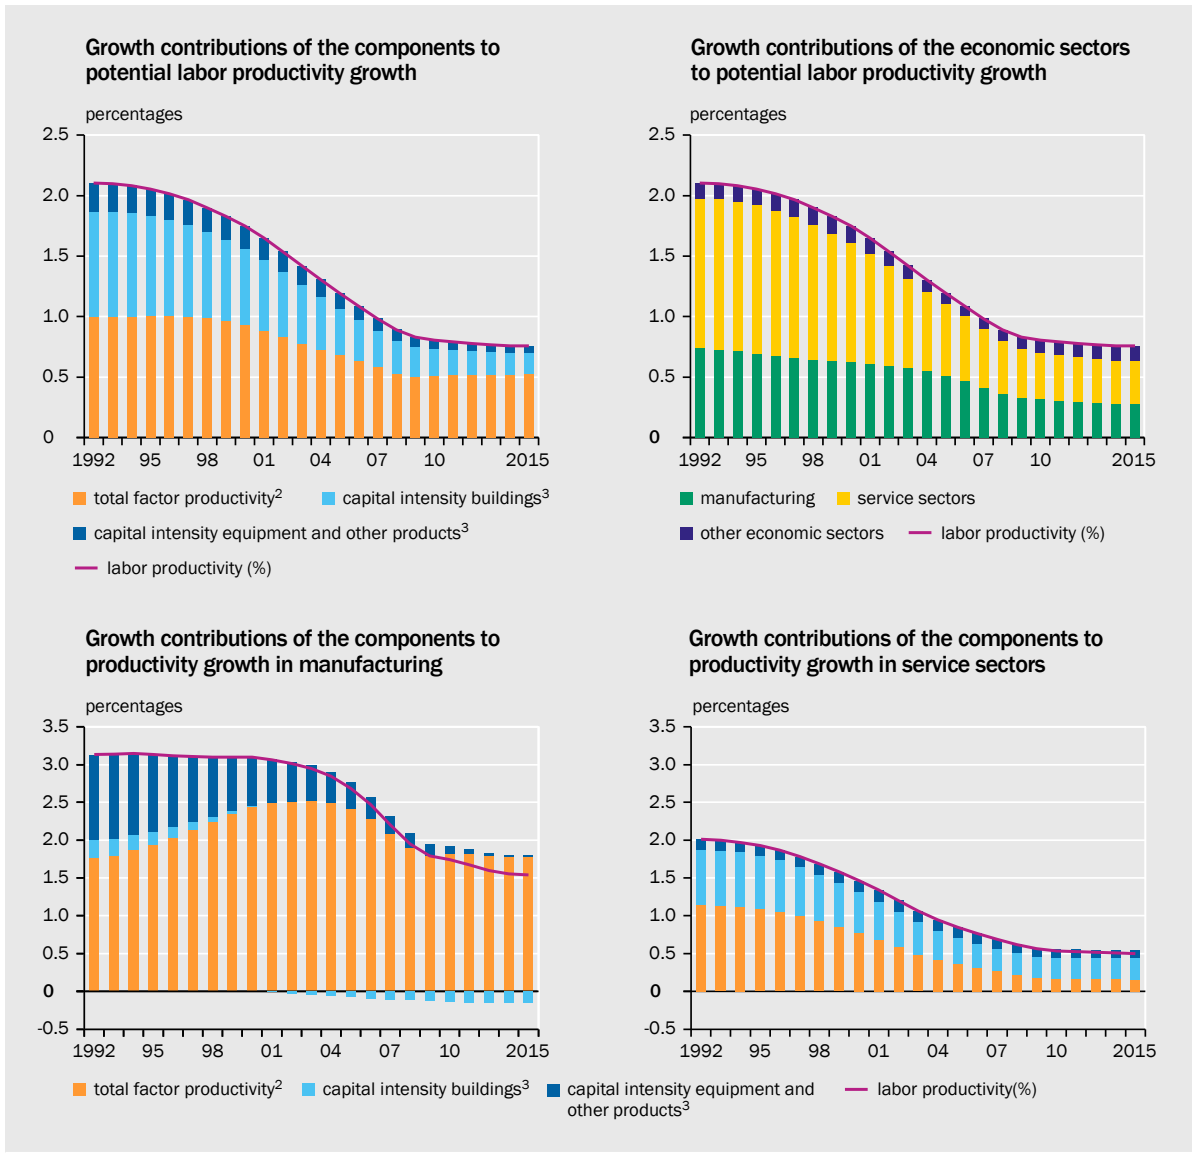 Growth contributions of the components to
potential labor productivity growth
percentages
2.5
2.0
1.5
1.0
0.5
0
1992 95 98 01 04 07 10 2015
total factor productivity2 capital intensity buildings3
capital intensity equipment and other products3
labor productivity (%)
Growth contributions of the economic sectors
to potential labor productivity growth
percentages
2.5
2.0
1.5
1.0
0.5
0
1992 95 98 01 04 07 10 2015
manufacturing service sectors
other economic sectors labor productivity (%)
Growth contributions of the components to
productivity growth in manufacturing
percentages
3.5
3.0
2.5
2.0
1.5
1.0
0.5
0
-0.5
1992 95 98 01 04 07 10 2015
Growth contributions of the components to
productivity growth in service sectors
percentages
3.5
3.0
2.5
2.0
1.5
1.0
0.5
0
-0.5
1992 95 98 01 04 07 10 2015
total factor productivity2 capital intensity buildings3 capital intensity equipment and labor productivity(%)
other products3